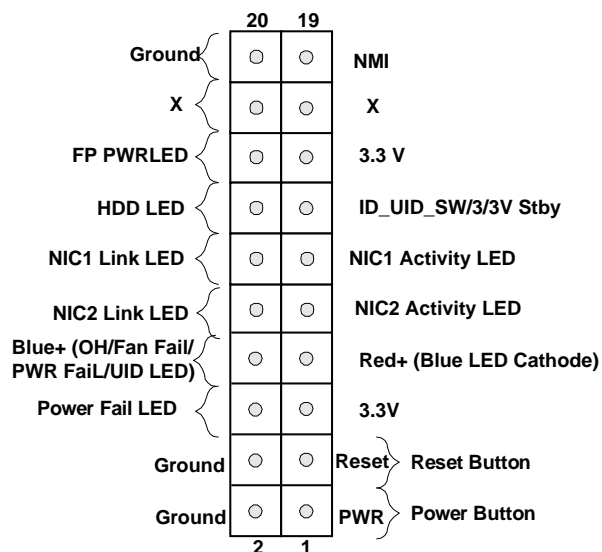 20 19
Ground NMI
X X
FP PWRLED 3.3 V
HDD LED ID_UID_SW/3/3V Stby
NIC1 Link LED NIC1 Activity LED
NIC2 Link LED NIC2 Activity LED
Blue+ (OH/Fan Fail/
PWR FaiL/UID LED) Red+ (Blue LED Cathode)
Power Fail LED 3.3V
Ground Reset Reset Button
Ground PWR Power Button
2 1